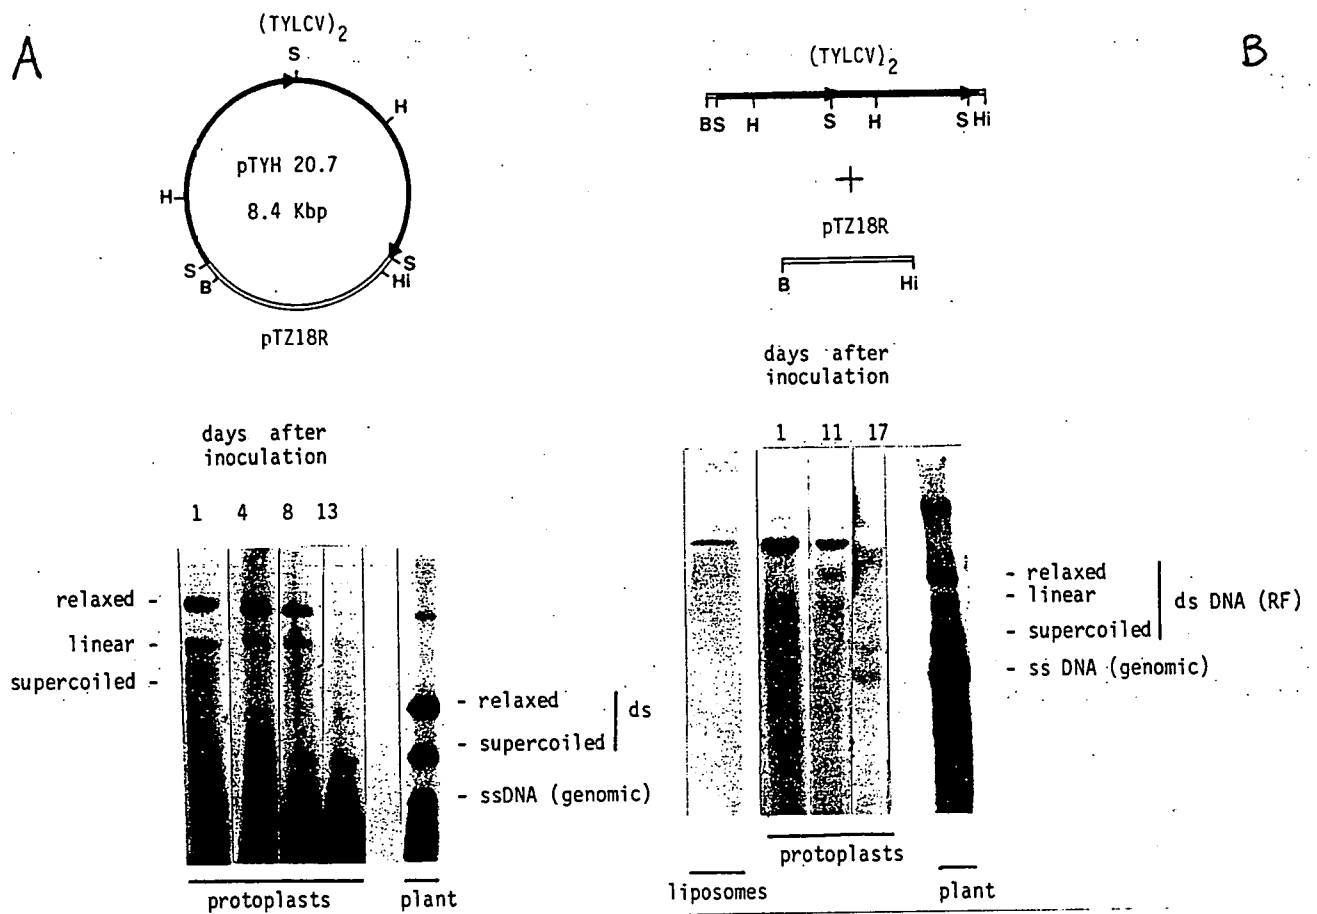 A
(TYLCV)2
S
H
pTYH 20.7
8.4 Kbp
H
S
B
S
Hi
pTZ18R
days after
inoculation
1 4 8 13
relaxed -
linear -
supercoiled -
- relaxed
ds
- supercoiled
- ssDNA (genomic)
protoplasts
plant
B
(TYLCV)2
BS H S H S Hi
+
pTZ18R
B Hi
days after
inoculation
1 11 17
- relaxed
- linear
ds DNA (RF)
- supercoiled
- ss DNA (genomic)
protoplasts
liposomes
plant